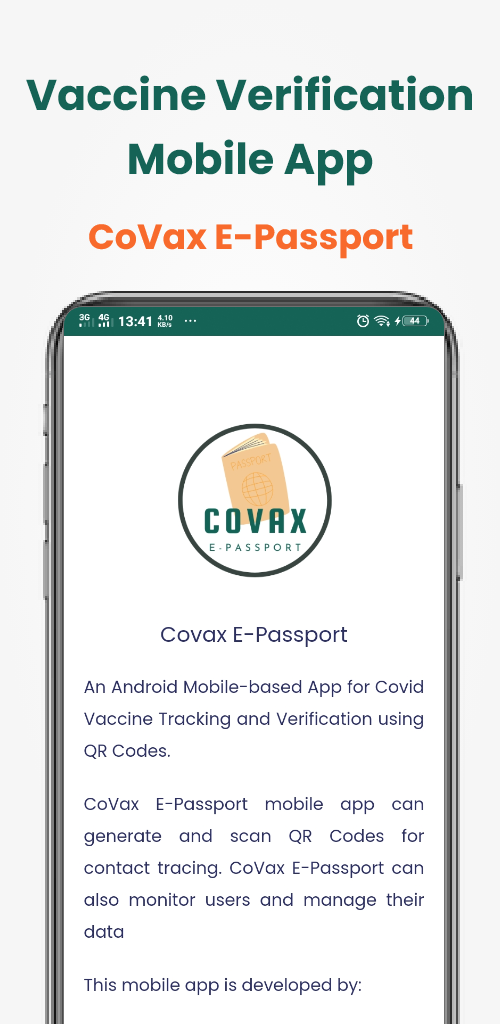 Vaccine Verification
Mobile App
CoVax E-Passport
3G 4G 13:41 4.10 KB/s ... 44
PASSPORT
COVAX
E-PASSPORT
Covax E-Passport
An Android Mobile-based App for Covid
Vaccine Tracking and Verification using
QR Codes.
CoVax E-Passport mobile app can
generate and scan QR Codes for
contact tracing. CoVax E-Passport can
also monitor users and manage their
data
This mobile app is developed by: